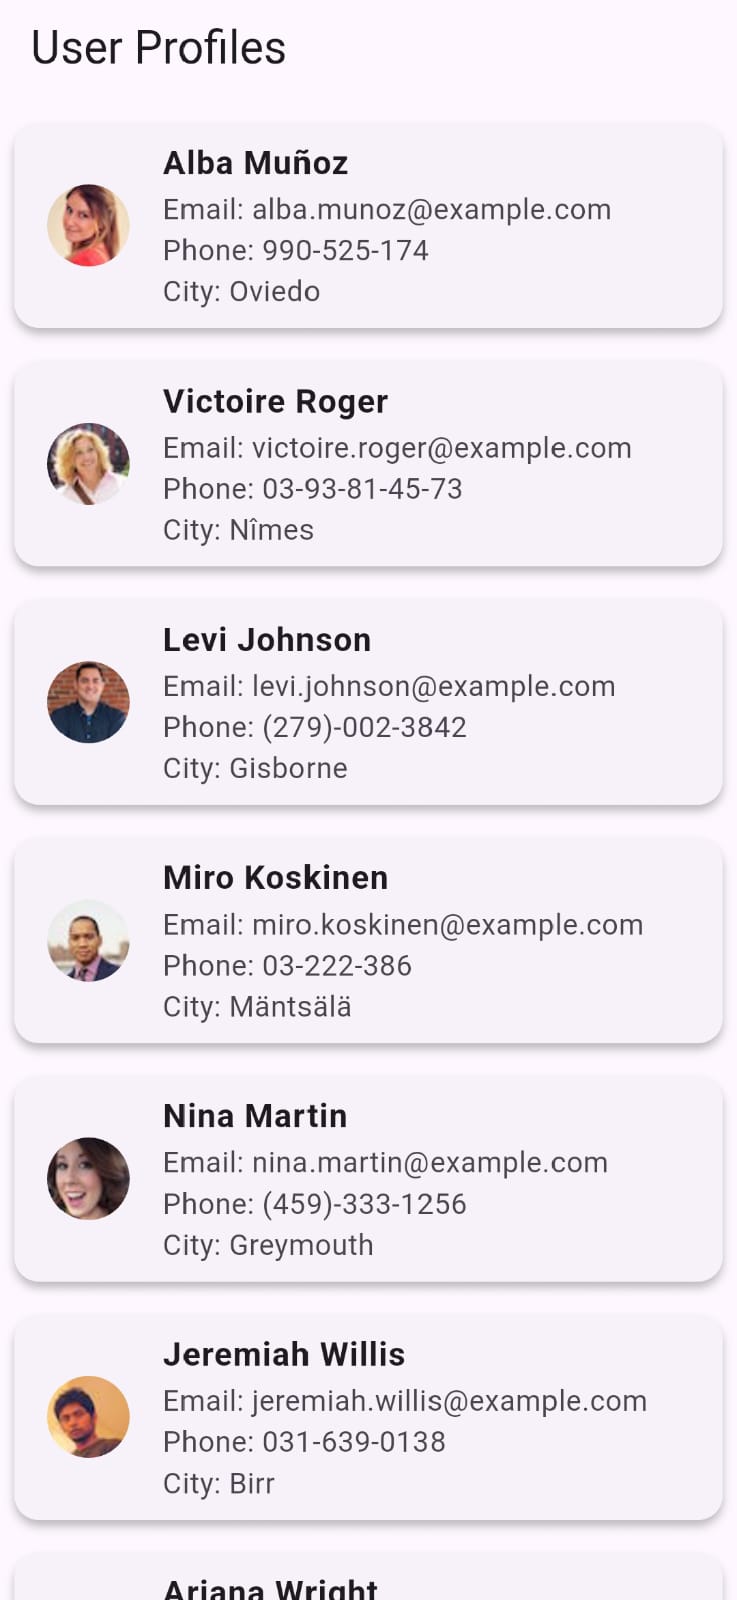 User Profiles
Alba Muñoz
Email: alba.munoz@example.com
Phone: 990-525-174
City: Oviedo
Victoire Roger
Email: victoire.roger@example.com
Phone: 03-93-81-45-73
City: Nîmes
Levi Johnson
Email: levi.johnson@example.com
Phone: (279)-002-3842
City: Gisborne
Miro Koskinen
Email: miro.koskinen@example.com
Phone: 03-222-386
City: Mäntsälä
Nina Martin
Email: nina.martin@example.com
Phone: (459)-333-1256
City: Greymouth
Jeremiah Willis
Email: jeremiah.willis@example.com
Phone: 031-639-0138
City: Birr
Ariana Wright